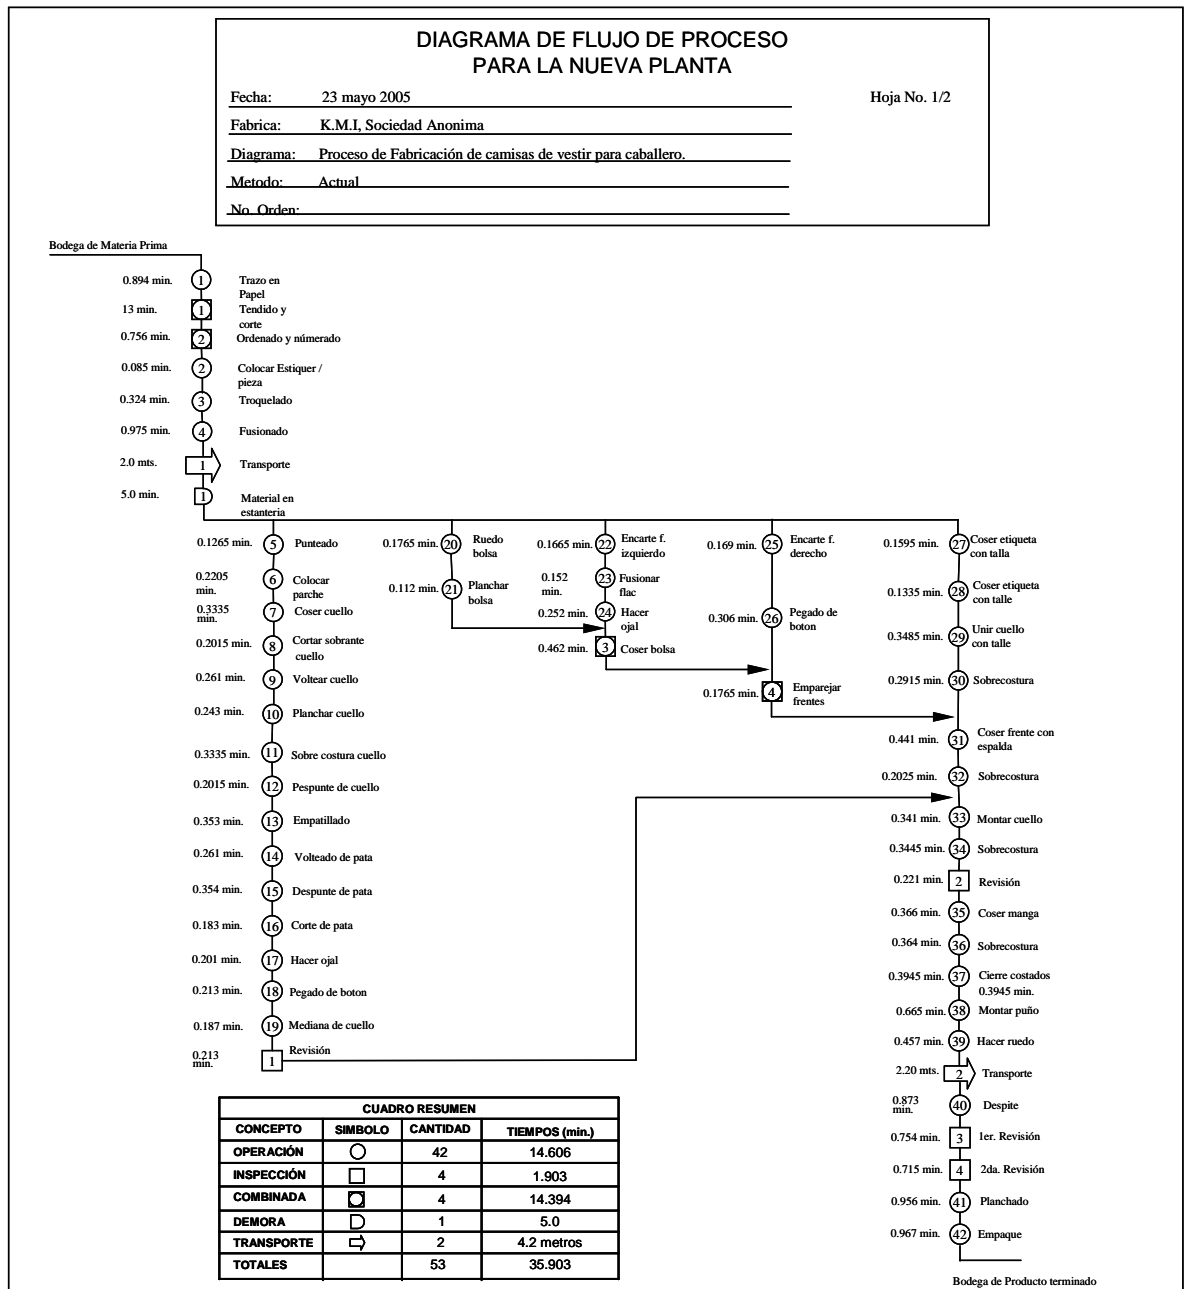 DIAGRAMA DE FLUJO DE PROCESO
PARA LA NUEVA PLANTA
Fecha: 23 mayo 2005 Hoja No. 1/2
Fabrica: K.M.I, Sociedad Anonima
Diagrama: Proceso de Fabricación de camisas de vestir para caballero.
Metodo: Actual
No. Orden:
Bodega de Materia Prima
0.894 min. 1 Trazo en
Papel
13 min. 1 Tendido y
corte
0.756 min. 2 Ordenado y númerado
0.085 min. 2 Colocar Estiquer /
pieza
0.324 min. 3 Troquelado
0.975 min. 4 Fusionado
2.0 mts. 1 Transporte
5.0 min. 1 Material en
estanteria
0.1265 min. 5 Punteado
0.2205
min. 6 Colocar
parche
0.3335
min. 7 Coser cuello
0.2015 min. 8 Cortar sobrante
cuello
0.261 min. 9 Voltear cuello
0.243 min. 10 Planchar cuello
0.3335 min. 11 Sobre costura cuello
0.2015 min. 12 Pespunte de cuello
0.353 min. 13 Empatillado
0.261 min. 14 Volteado de pata
0.354 min. 15 Despunte de pata
0.183 min. 16 Corte de pata
0.201 min. 17 Hacer ojal
0.213 min. 18 Pegado de boton
0.187 min. 19 Mediana de cuello
0.213
min. 1 Revisión
0.1765 min. 20 Ruedo
bolsa
0.112 min. 21 Planchar
bolsa
0.1665 min. 22 Encarte f.
izquierdo
0.152
min. 23 Fusionar
flac
0.252 min. 24 Hacer
ojal
0.462 min. 3 Coser bolsa
0.169 min. 25 Encarte f.
derecho
0.306 min. 26 Pegado de
boton
0.1765 min. 4 Emparejar
frentes
0.1595 min. 27 Coser etiqueta
con talla
0.1335 min. 28 Coser etiqueta
con talle
0.3485 min. 29 Unir cuello
con talle
0.2915 min. 30 Sobrecostura
0.441 min. 31 Coser frente con
espalda
0.2025 min. 32 Sobrecostura
0.341 min. 33 Montar cuello
0.3445 min. 34 Sobrecostura
0.221 min. 2 Revisión
0.366 min. 35 Coser manga
0.364 min. 36 Sobrecostura
0.3945 min. 37 Cierre costados
0.3945 min.
0.665 min. 38 Montar puño
0.457 min. 39 Hacer ruedo
2.20 mts. 2 Transporte
0.873
min. 40 Despite
0.754 min. 3 1er. Revisión
0.715 min. 4 2da. Revisión
0.956 min. 41 Planchado
0.967 min. 42 Empaque
Bodega de Producto terminado
CUADRO RESUMEN
CONCEPTO SIMBOLO CANTIDAD TIEMPOS (min.)
OPERACIÓN 42 14.606
INSPECCIÓN 4 1.903
COMBINADA 4 14.394
DEMORA 1 5.0
TRANSPORTE 2 4.2 metros
TOTALES 53 35.903